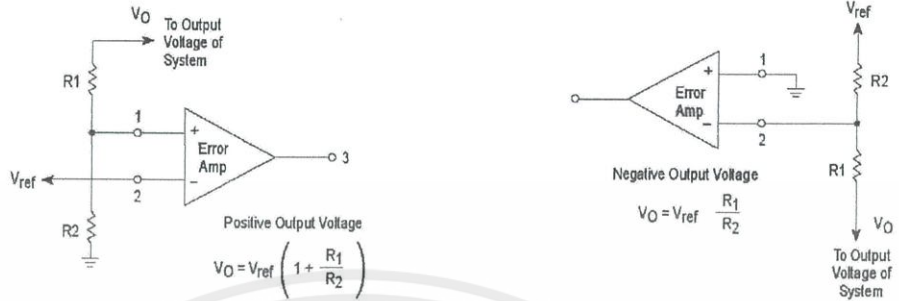 VO
To Output
Voltage of
System
R1
1
+
Error
Amp
3
Vref
2
−
R2
Positive Output Voltage
VO = Vref ( 1 + R1 / R2 )
Vref
1
+
R2
Error
Amp
−
2
R1
Negative Output Voltage
VO = Vref R1 / R2
VO
To Output
Voltage of
System